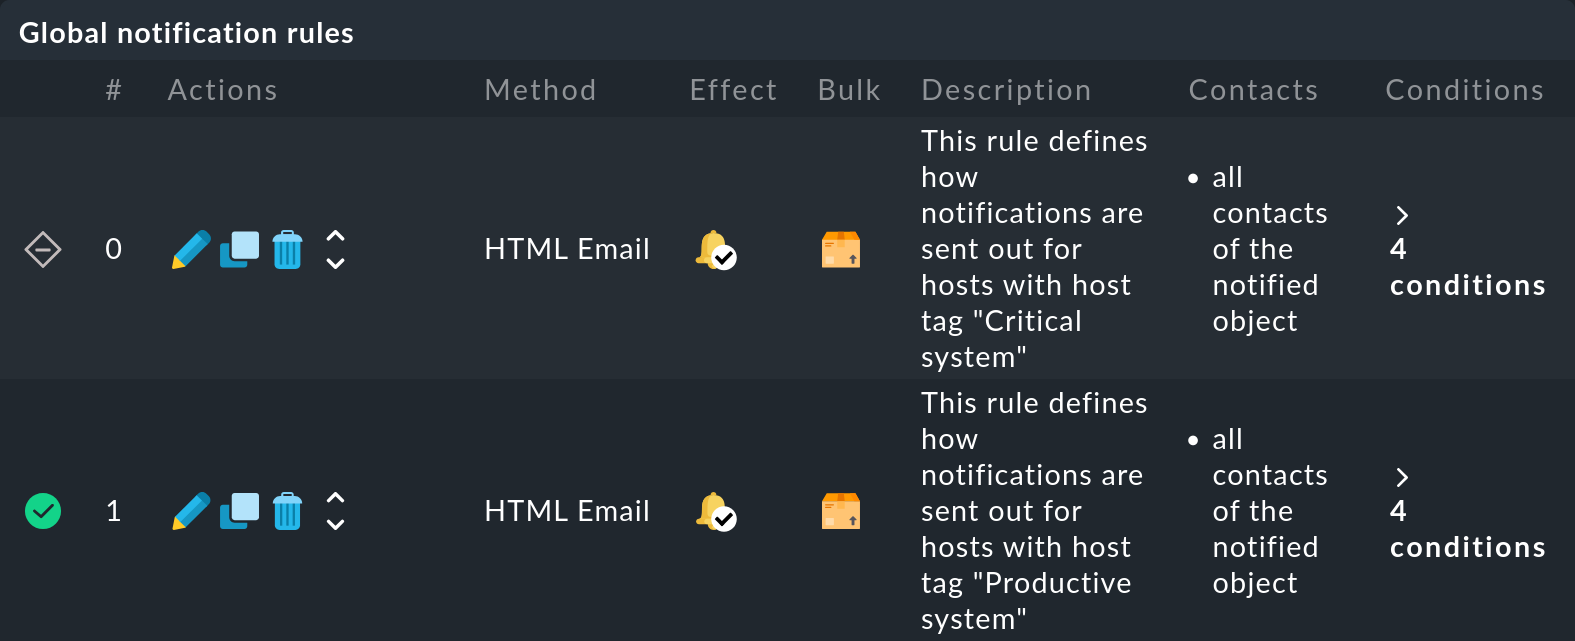 Global notification rules
# Actions Method Effect Bulk Description Contacts Conditions
0 HTML Email
This rule defines
how
notifications are
sent out for
hosts with host
tag "Critical
system"
• all
contacts
of the
notified
object
4
conditions
1 HTML Email
This rule defines
how
notifications are
sent out for
hosts with host
tag "Productive
system"
• all
contacts
of the
notified
object
4
conditions